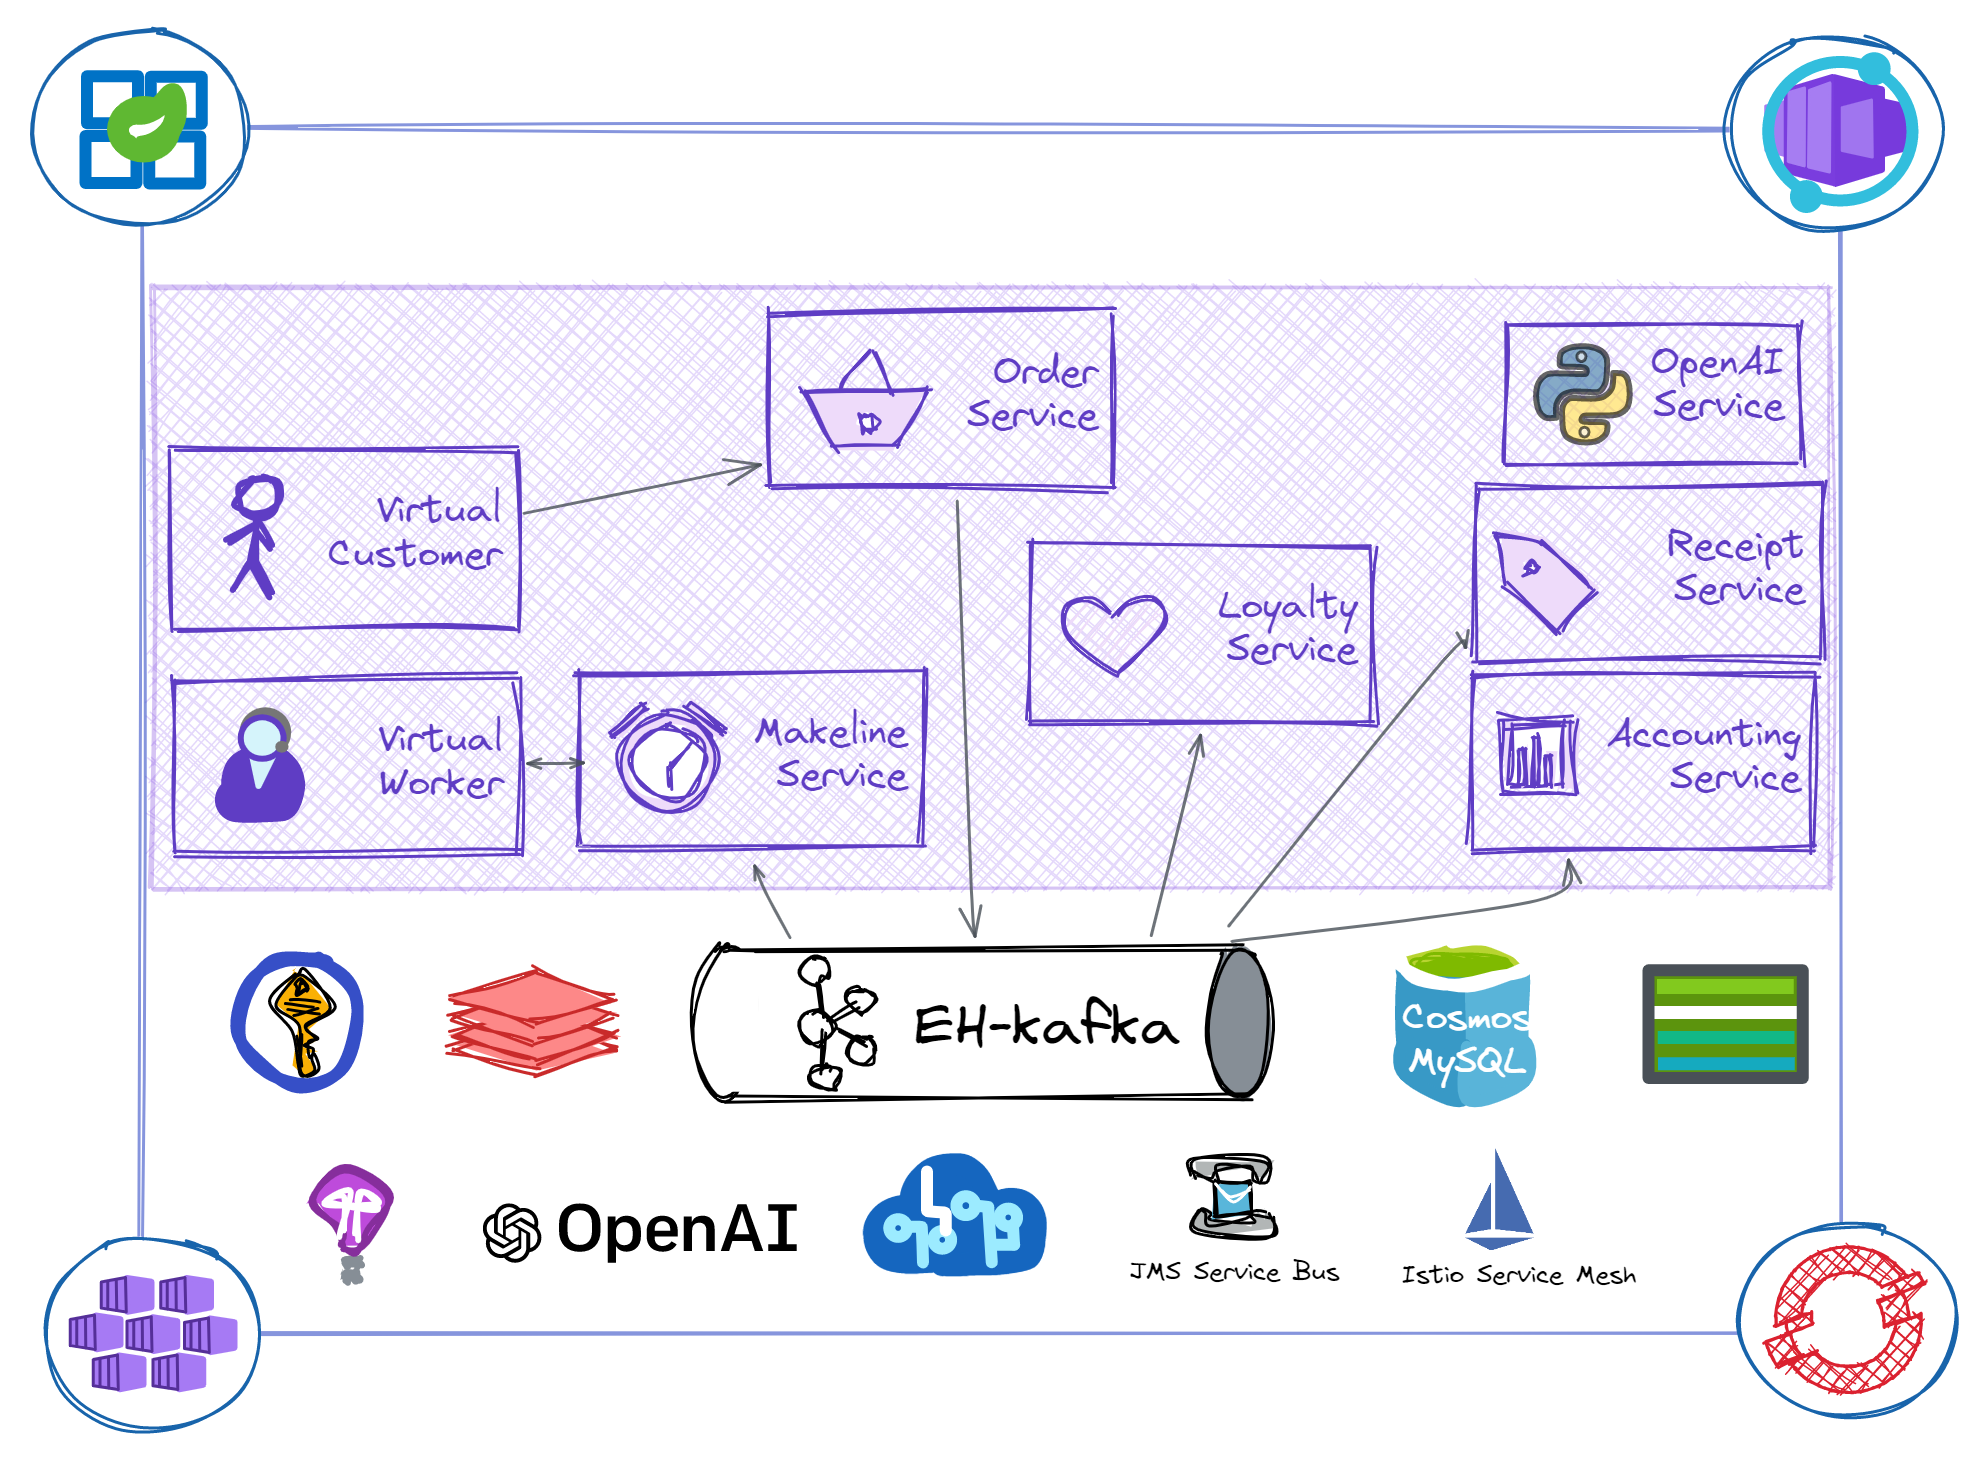 Order
Service
OpenAI
Service
Virtual
Customer
Receipt
Service
Loyalty
Service
Virtual
Worker
Makeline
Service
Accounting
Service
EH-kafka
Cosmos
MySQL
OpenAI
JMS Service Bus
Istio Service Mesh